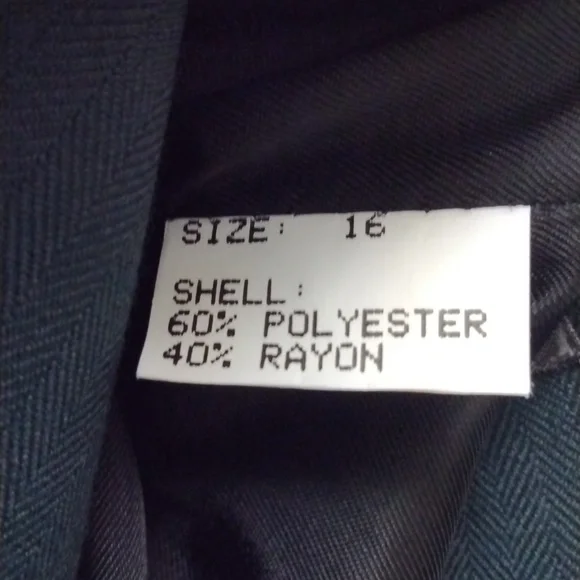 SIZE: 16
SHELL:
60% POLYESTER
40% RAYON